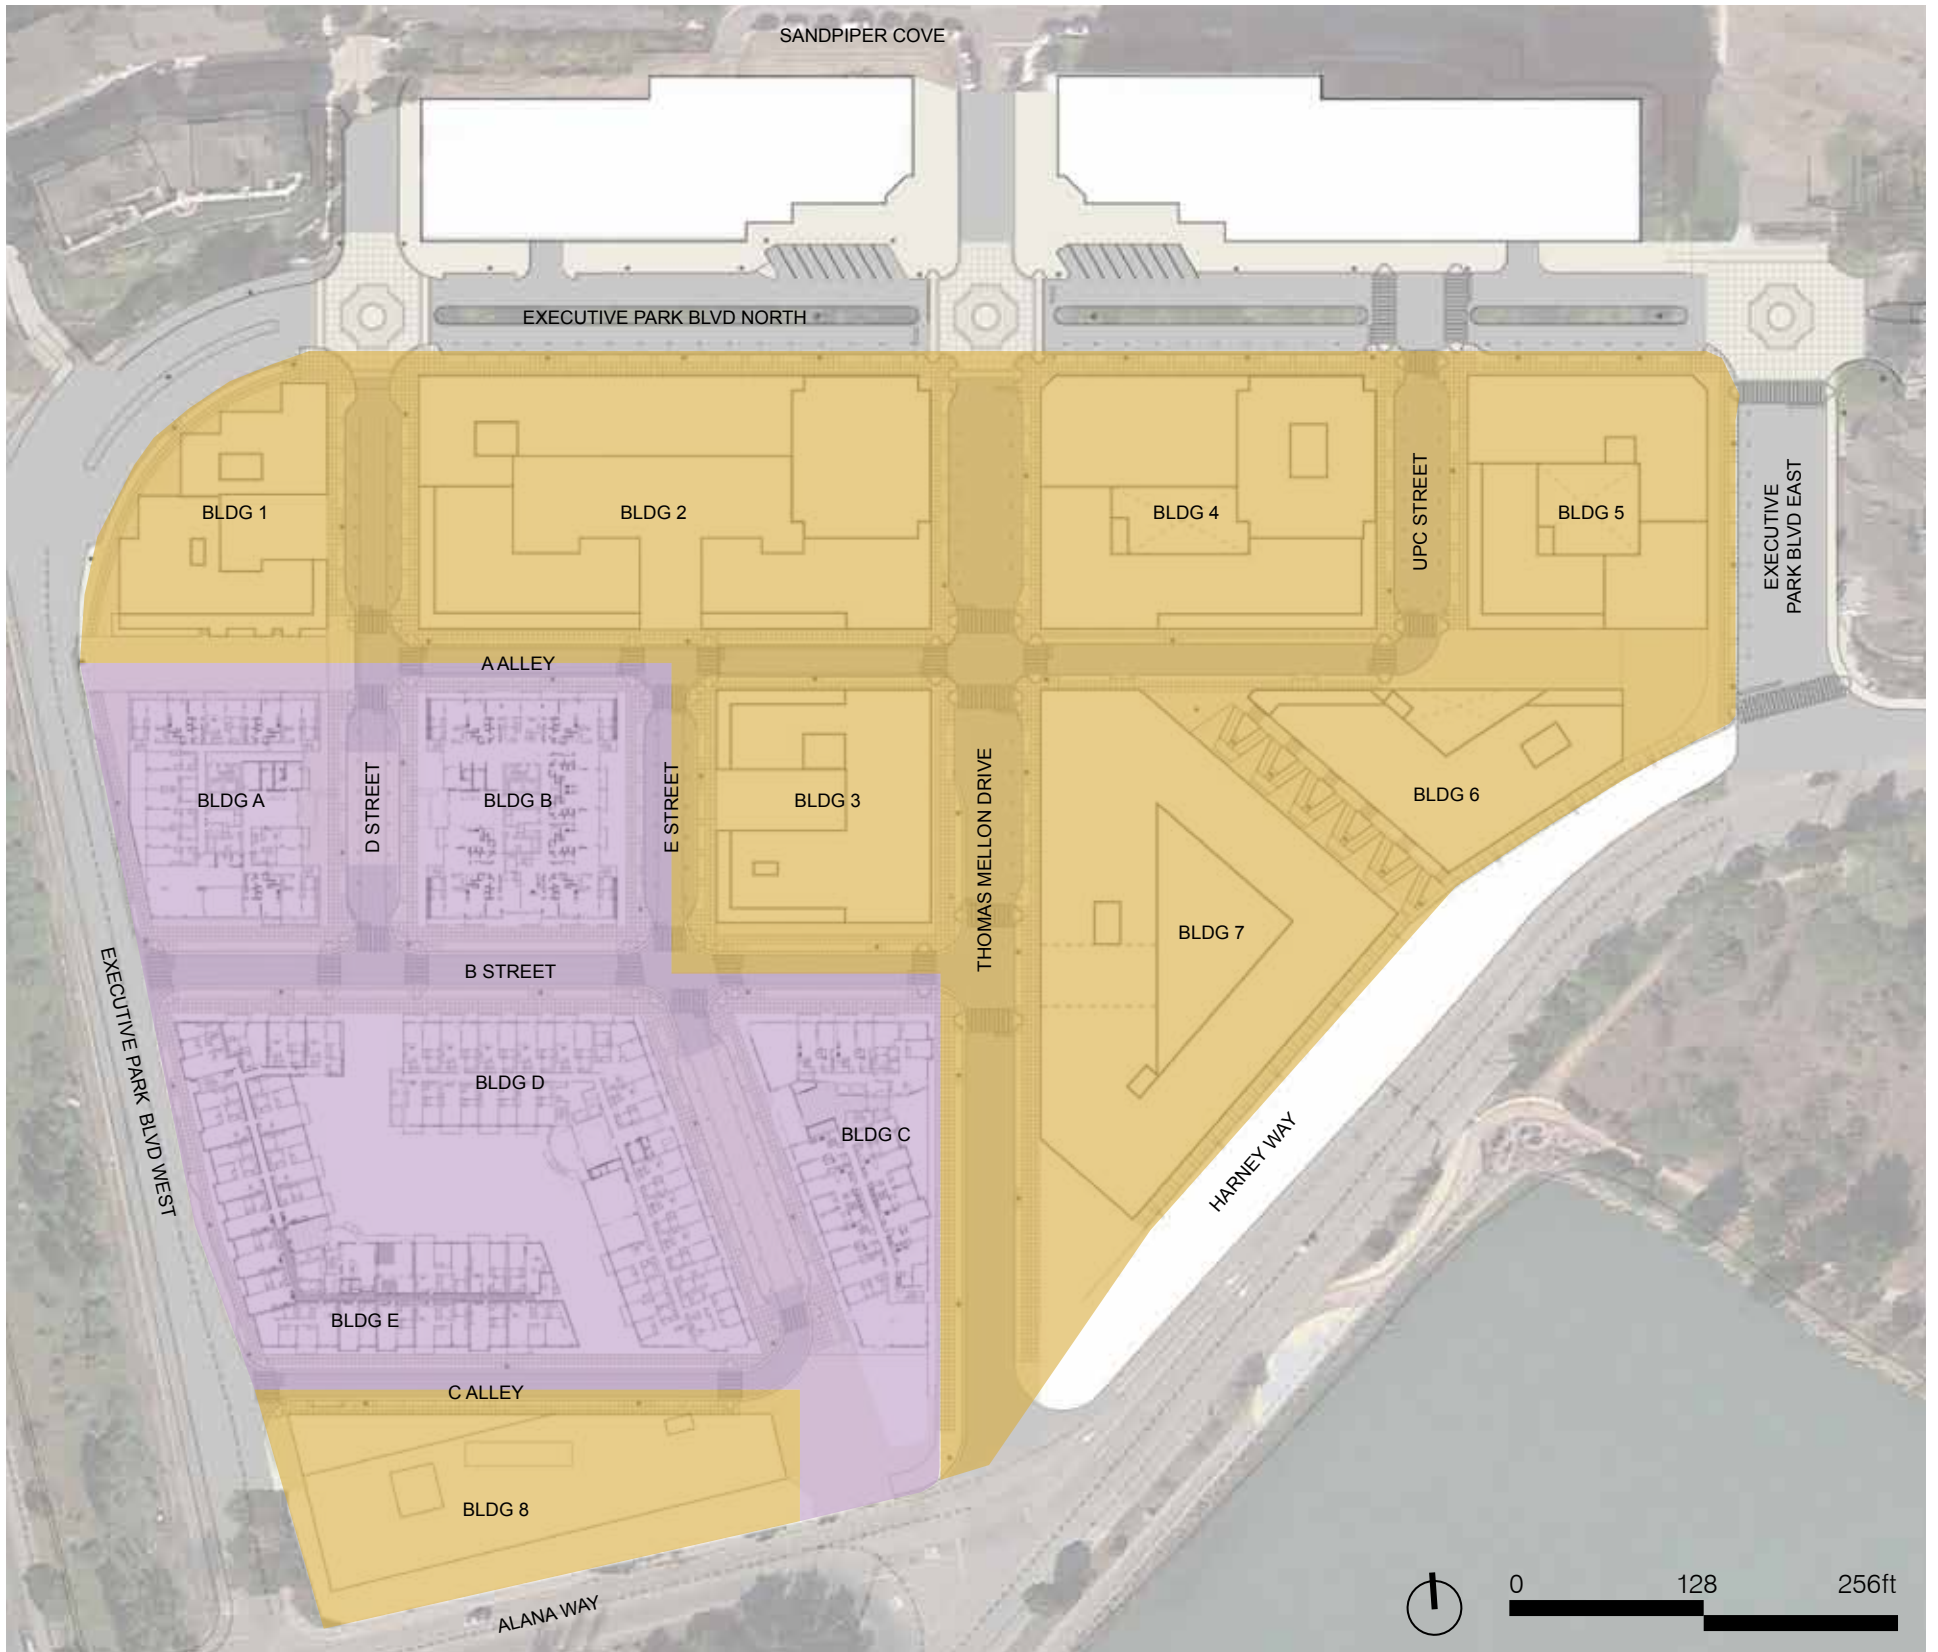 SANDPIPER COVE
EXECUTIVE PARK BLVD NORTH
BLDG 1
BLDG 2
BLDG 4
UPC STREET
BLDG 5
EXECUTIVE
PARK BLVD EAST
A ALLEY
BLDG A
D STREET
BLDG B
E STREET
BLDG 3
THOMAS MELLON DRIVE
BLDG 6
BLDG 7
B STREET
EXECUTIVE PARK BLVD WEST
BLDG D
BLDG C
HARNEY WAY
BLDG E
C ALLEY
BLDG 8
ALANA WAY
0 128 256ft